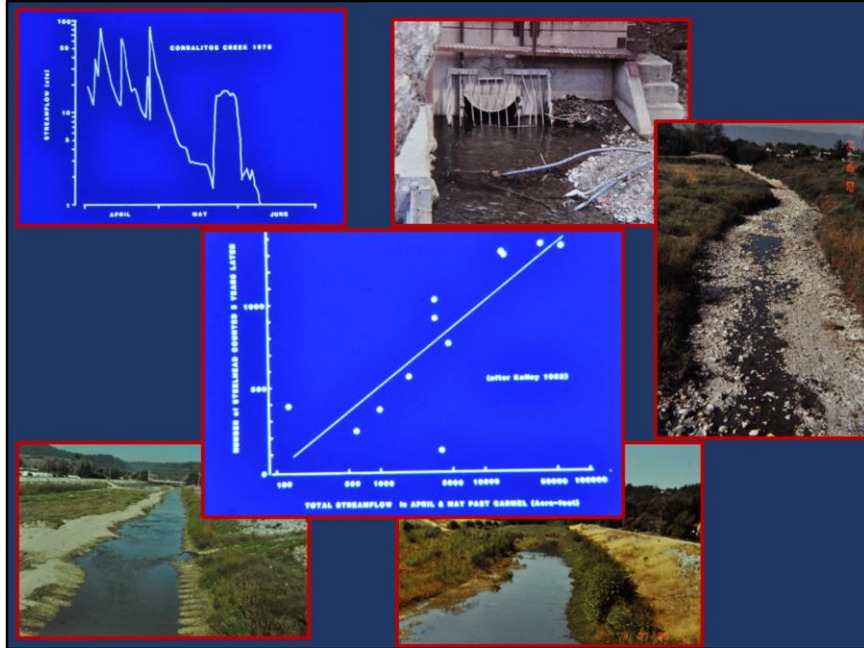 100
CORRALITOS CREEK 1976
50
STREAMFLOW (cfs)
10
5
1
APRIL
MAY
JUNE
NUMBER of STEELHEAD COUNTED 2 YEARS LATER
1000
(after Kelley 1982)
500
0
100
500
1000
5000
10000
50000
100000
TOTAL STREAMFLOW in APRIL & MAY PAST CARMEL (Acre-feet)